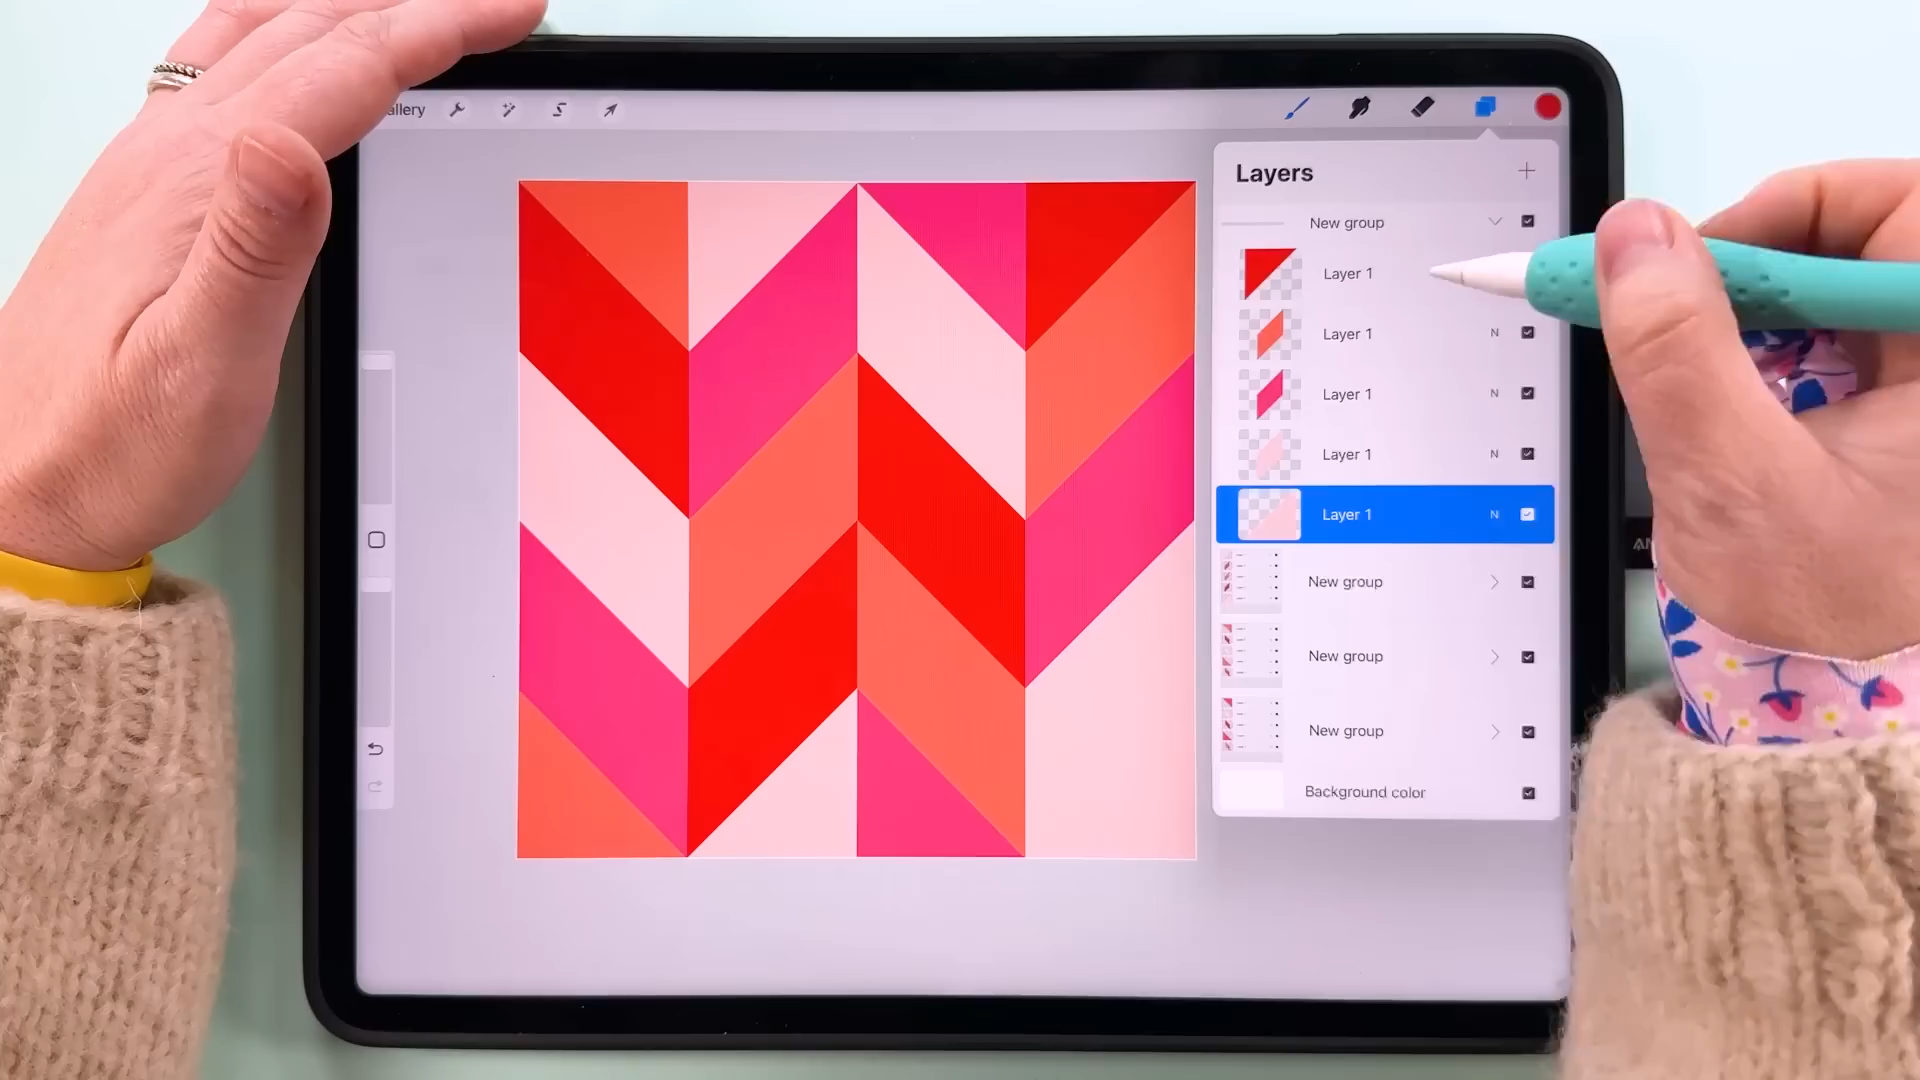 allery
Layers
New group
Layer 1
Layer 1
N
Layer 1
N
Layer 1
N
Layer 1
N
New group
New group
New group
Background color
AN